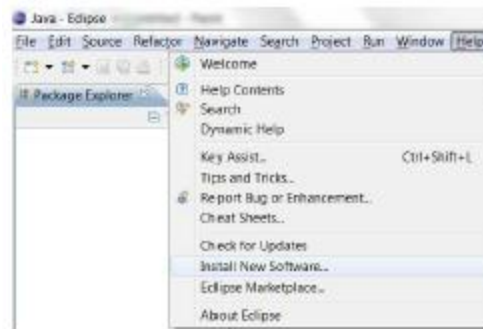 Java - Eclipse
File Edit Source Refactor Navigate Search Project Run Window Help
Package Explorer
Welcome
Help Contents
Search
Dynamic Help
Key Assist... Ctrl+Shift+L
Tips and Tricks...
Report Bug or Enhancement...
Cheat Sheets...
Check for Updates
Install New Software...
Eclipse Marketplace...
About Eclipse